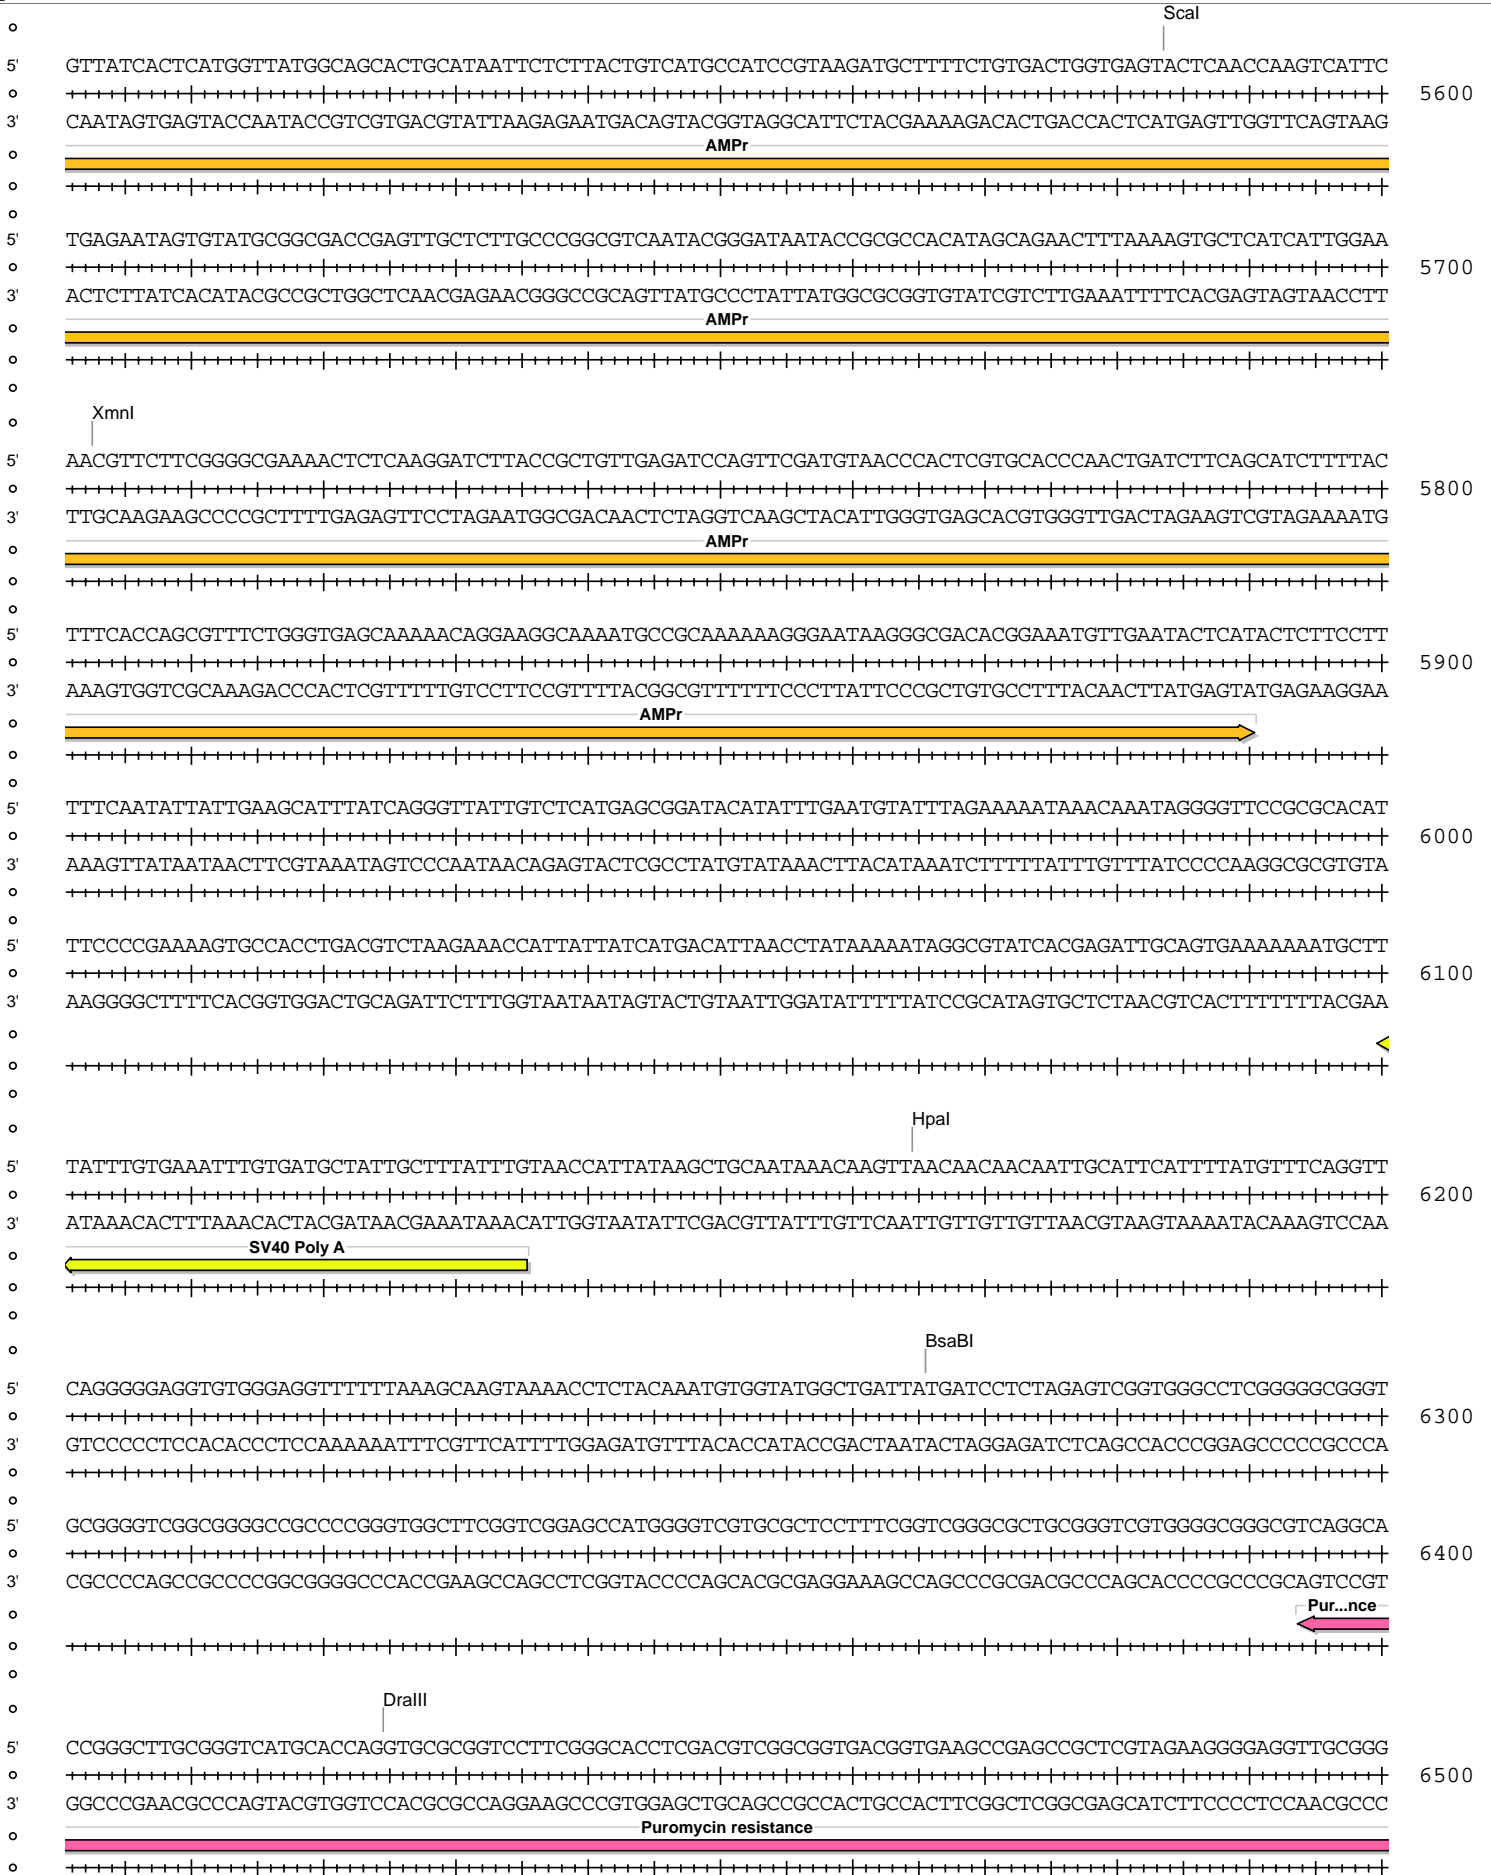 ScaI
5' GTTATCACTCATGGTTATGGCAGCACTGCATAATTCTCTTACTGTCATGCCATCCGTAAGATGCTTTTCTGTGACTGGTGAGTACTCAACCAAGTCATTC
5600
3' CAATAGTGAGTACCAATACCGTCGTGACGTATTAAGAGAATGACAGTACGGTAGGCATTCTACGAAAAGACACTGACCACTCATGAGTTGGTTCAGTAAG
AMPr
5' TGAGAATAGTGTATGCGGCGACCGAGTTGCTCTTGCCCGGCGTCAATACGGGATAATACCGCGCCACATAGCAGAACTTTAAAAGTGCTCATCATTGGAA
5700
3' ACTCTTATCACATACGCCGCTGGCTCAACGAGAACGGGCCGCAGTTATGCCCTATTATGGCGCGGTGTATCGTCTTGAAATTTTCACGAGTAGTAACCTT
AMPr
XmnI
5' AACGTTCTTCGGGGCGAAAACTCTCAAGGATCTTACCGCTGTTGAGATCCAGTTCGATGTAACCCACTCGTGCACCCAACTGATCTTCAGCATCTTTTAC
5800
3' TTGCAAGAAGCCCCGCTTTTGAGAGTTCCTAGAATGGCGACAACTCTAGGTCAAGCTACATTGGGTGAGCACGTGGGTTGACTAGAAGTCGTAGAAAATG
AMPr
5' TTTCACCAGCGTTTCTGGGTGAGCAAAAACAGGAAGGCAAAATGCCGCAAAAAAGGGAATAAGGGCGACACGGAAATGTTGAATACTCATACTCTTCCTT
5900
3' AAAGTGGTCGCAAAGACCCACTCGTTTTTGTCCTTCCGTTTTACGGCGTTTTTTCCCTTATTCCCGCTGTGCCTTTACAACTTATGAGTATGAGAAGGAA
AMPr
5' TTTCAATATTATTGAAGCATTTATCAGGGTTATTGTCTCATGAGCGGATACATATTTGAATGTATTTAGAAAAATAAACAAATAGGGGTTCCGCGCACAT
6000
3' AAAGTTATAATAACTTCGTAAATAGTCCCAATAACAGAGTACTCGCCTATGTATAAACTTACATAAATCTTTTTATTTGTTTATCCCCAAGGCGCGTGTA
5' TTCCCCGAAAAGTGCCACCTGACGTCTAAGAAACCATTATTATCATGACATTAACCTATAAAAATAGGCGTATCACGAGATTGCAGTGAAAAAAATGCTT
6100
3' AAGGGGCTTTTCACGGTGGACTGCAGATTCTTTGGTAATAATAGTACTGTAATTGGATATTTTTATCCGCATAGTGCTCTAACGTCACTTTTTTTACGAA
HpaI
5' TATTTGTGAAATTTGTGATGCTATTGCTTTATTTGTAACCATTATAAGCTGCAATAAACAAGTTAACAACAACAATTGCATTCATTTTATGTTTCAGGTT
6200
3' ATAAACACTTTAAACACTACGATAACGAAATAAACATTGGTAATATTCGACGTTATTTGTTCAATTGTTGTTGTTAACGTAAGTAAAATACAAAGTCCAA
SV40 Poly A
BsaBI
5' CAGGGGGAGGTGTGGGAGGTTTTTTAAAGCAAGTAAAACCTCTACAAATGTGGTATGGCTGATTATGATCCTCTAGAGTCGGTGGGCCTCGGGGGCGGGT
6300
3' GTCCCCCTCCACACCCTCCAAAAAATTTCGTTCATTTTGGAGATGTTTACACCATACCGACTAATACTAGGAGATCTCAGCCACCCGGAGCCCCCGCCCA
5' GCGGGGTCGGCGGGGCCGCCCCGGGTGGCTTCGGTCGGAGCCATGGGGTCGTGCGCTCCTTTCGGTCGGGCGCTGCGGGTCGTGGGGCGGGCGTCAGGCA
6400
3' CGCCCCAGCCGCCCCGGCGGGGCCCACCGAAGCCAGCCTCGGTACCCCAGCACGCGAGGAAAGCCAGCCCGCGACGCCCAGCACCCCGCCCGCAGTCCGT
Pur...nce
DraIII
5' CCGGGCTTGCGGGTCATGCACCAGGTGCGCGGTCCTTCGGGCACCTCGACGTCGGCGGTGACGGTGAAGCCGAGCCGCTCGTAGAAGGGGAGGTTGCGGG
6500
3' GGCCCGAACGCCCAGTACGTGGTCCACGCGCCAGGAAGCCCGTGGAGCTGCAGCCGCCACTGCCACTTCGGCTCGGCGAGCATCTTCCCCTCCAACGCCC
Puromycin resistance